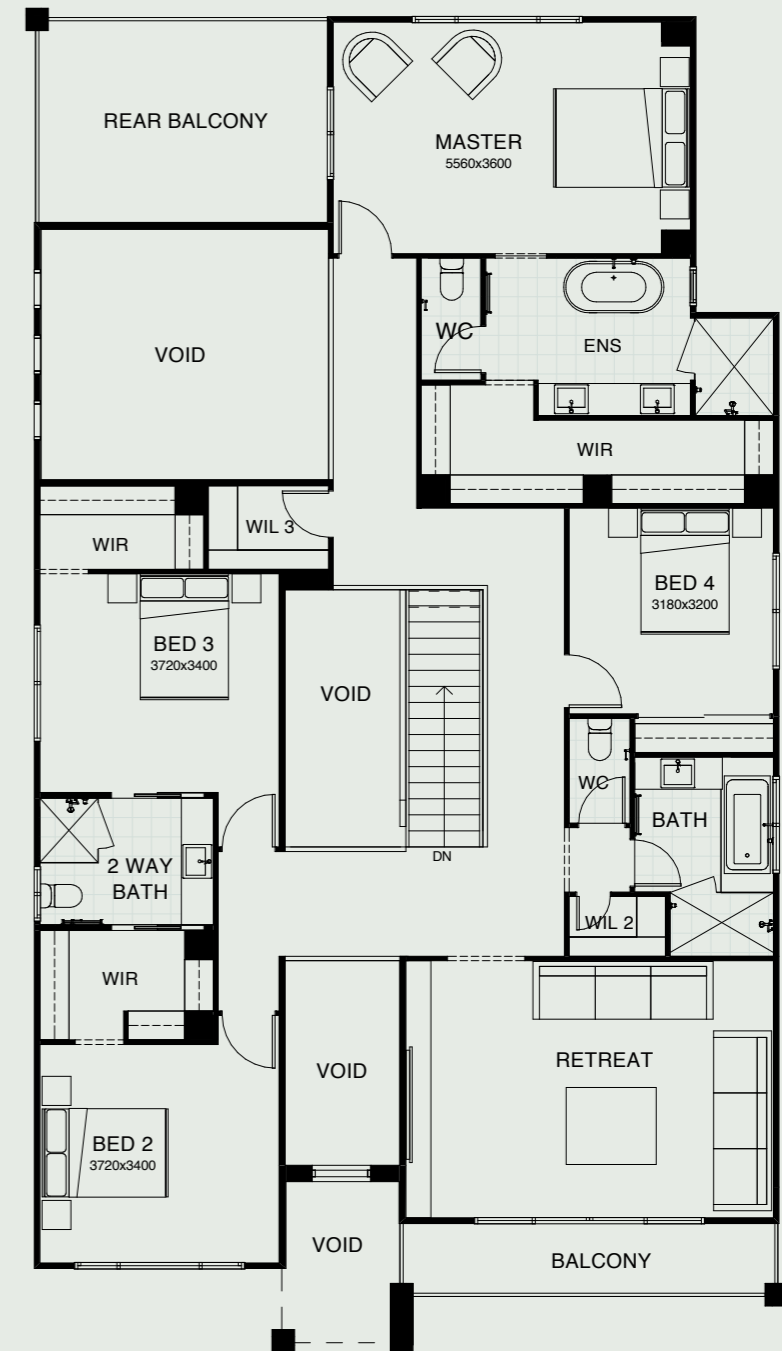 REAR BALCONY
MASTER
5560x3600
WC
ENS
VOID
WIR
WIL 3
WIR
BED 4
3180x3200
BED 3
3720x3400
VOID
WC
BATH
DN
2 WAY
BATH
WIL 2
WIR
RETREAT
VOID
BED 2
3720x3400
VOID
BALCONY